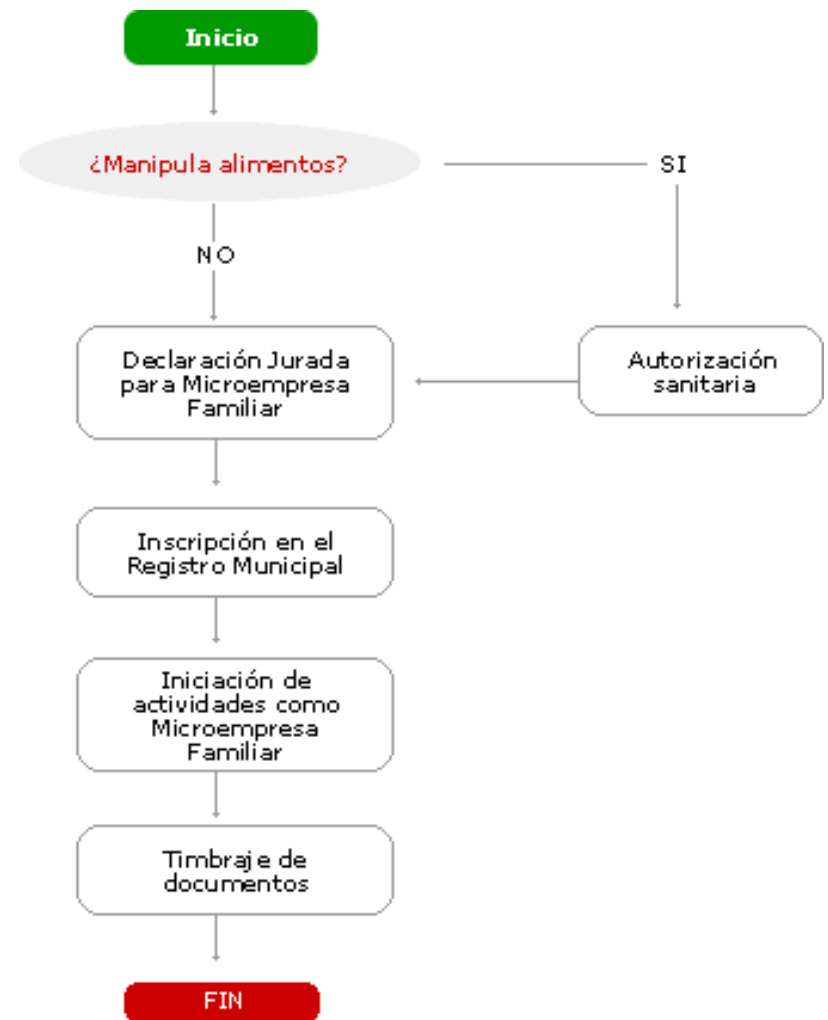 Inicio
¿Manipula alimentos?
SI
NO
Declaración Jurada
para Microempresa
Familiar
Autorización
sanitaria
Inscripción en el
Registro Municipal
Iniciación de
actividades como
Microempresa
Familiar
Timbraje de
documentos
FIN